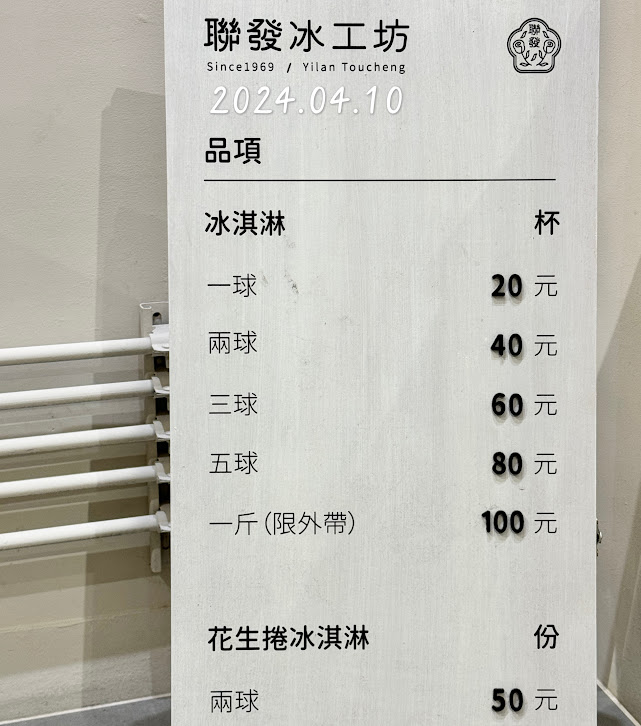 聯發冰工坊
聯發
Since1969 / Yilan Toucheng
2024.04.10
品項
冰淇淋 杯
一球 20 元
兩球 40 元
三球 60 元
五球 80 元
一斤(限外帶) 100 元
花生捲冰淇淋 份
兩球 50 元